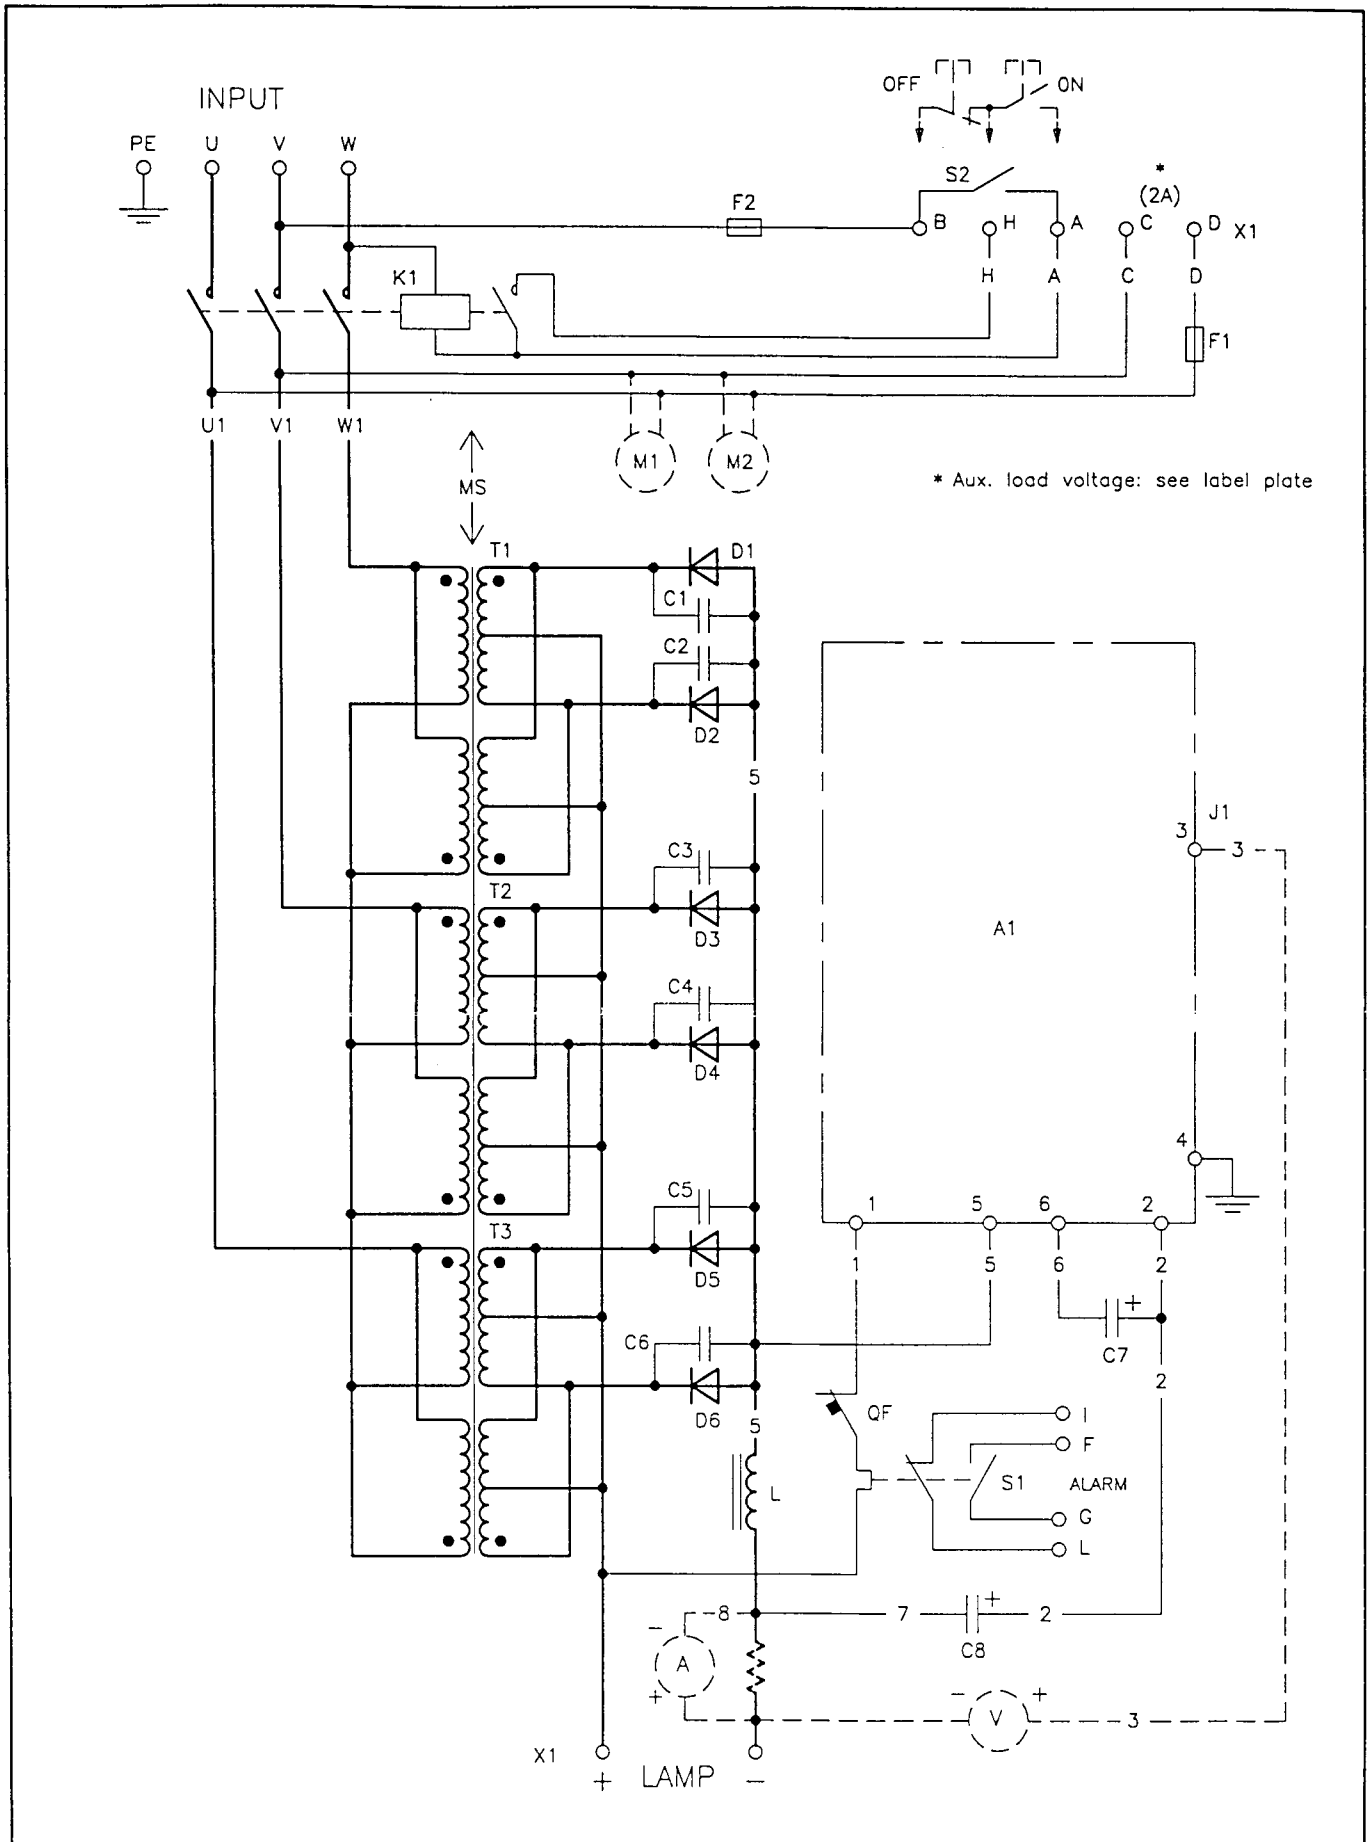 OFF ON
INPUT
PE U V W
S2
*
(2A)
F2
B H A C D X1
H A C D
K1
F1
U1 V1 W1
M1 M2
MS
* Aux. load voltage: see label plate
T1 D1
C1
C2
D2
5
J1
3
3
C3
T2
D3
A1
C4
D4
4
C5
1 5 6 2
T3
D5
1 5 6 2
+
C6
C7
2
D6
QF
I
5
F
L
S1 ALARM
G
L
- 8 7 + 2
C8
A
+
- V +
3
X1
+ LAMP -